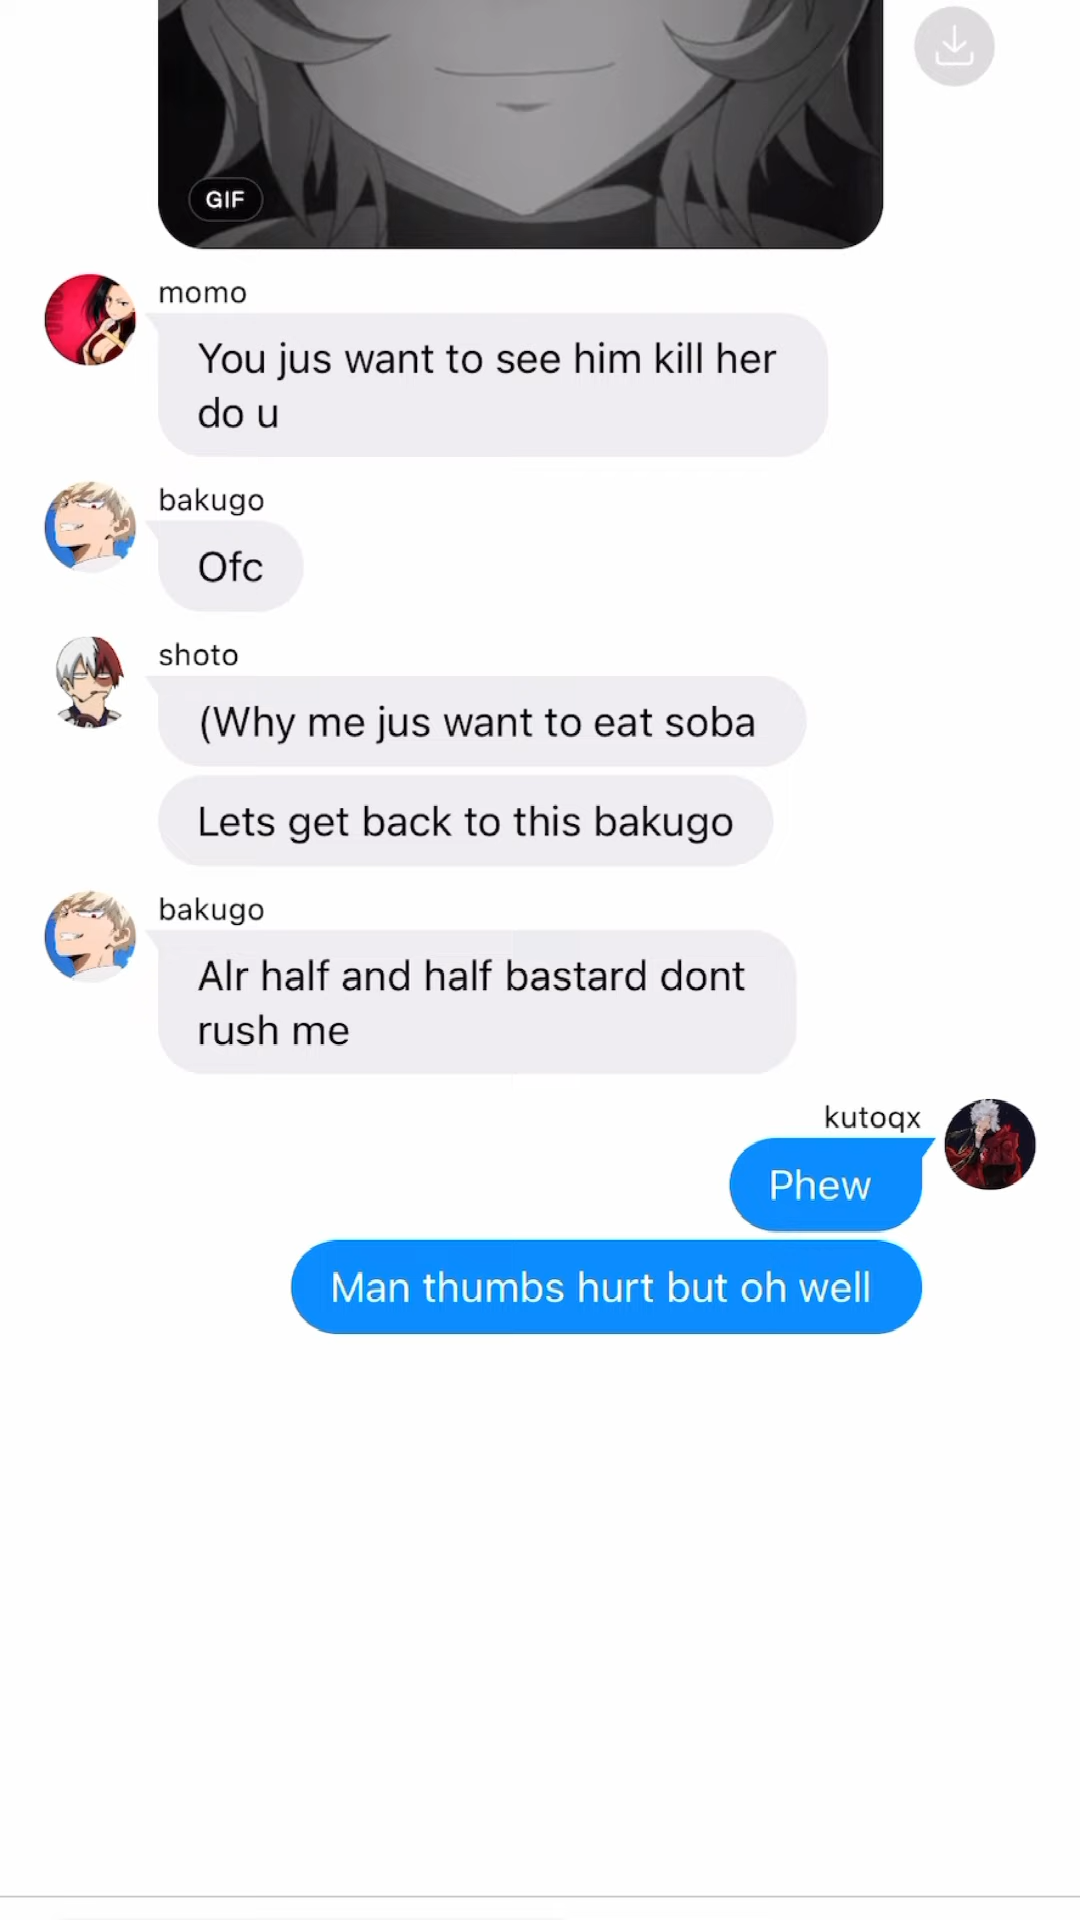 GIF
momo
You jus want to see him kill her
do u
bakugo
Ofc
shoto
(Why me jus want to eat soba
Lets get back to this bakugo
bakugo
Alr half and half bastard dont
rush me
kutoqx
Phew
Man thumbs hurt but oh well